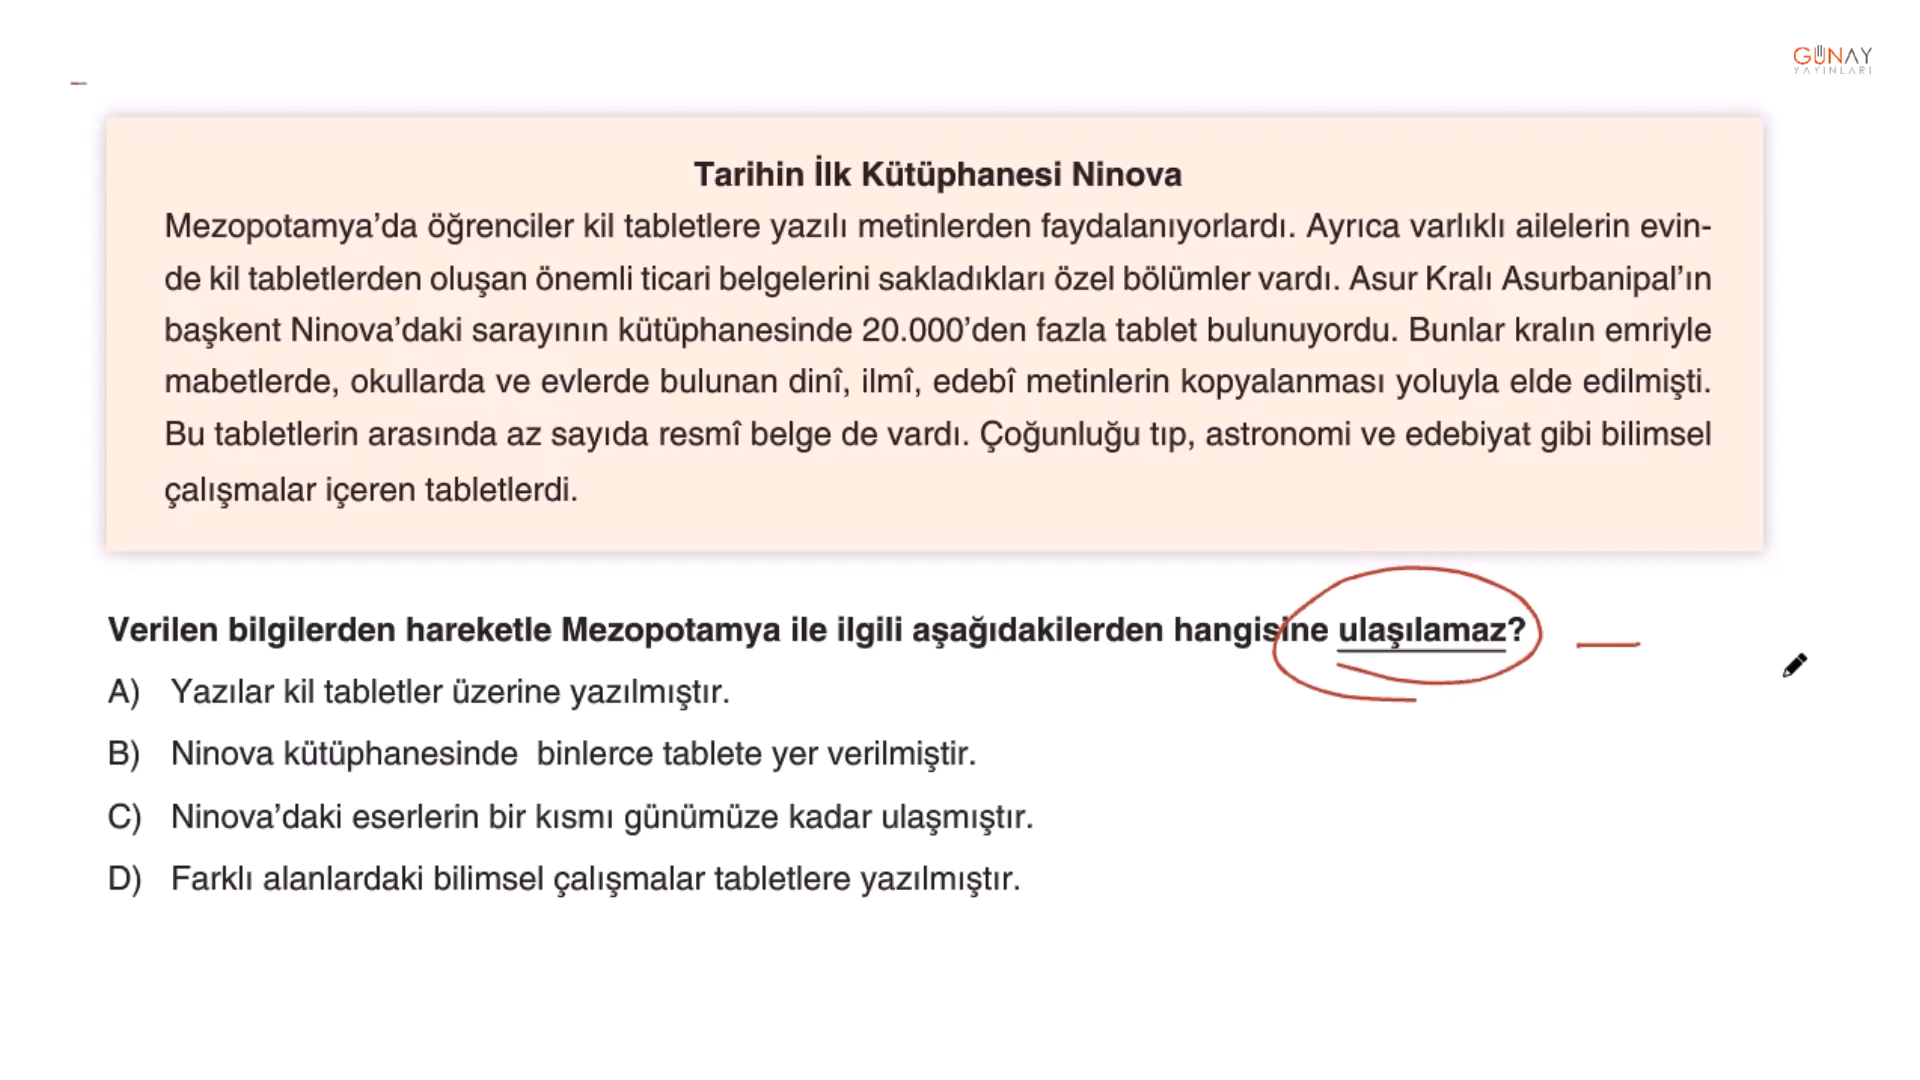 GÜNAY
YAYINLARI
Tarihin İlk Kütüphanesi Ninova
Mezopotamya’da öğrenciler kil tabletlere yazılı metinlerden faydalanıyorlardı. Ayrıca varlıklı ailelerin evin-
de kil tabletlerden oluşan önemli ticari belgelerini sakladıkları özel bölümler vardı. Asur Kralı Asurbanipal’ın
başkent Ninova’daki sarayının kütüphanesinde 20.000’den fazla tablet bulunuyordu. Bunlar kralın emriyle
mabetlerde, okullarda ve evlerde bulunan dinî, ilmî, edebî metinlerin kopyalanması yoluyla elde edilmişti.
Bu tabletlerin arasında az sayıda resmî belge de vardı. Çoğunluğu tıp, astronomi ve edebiyat gibi bilimsel
çalışmalar içeren tabletlerdi.
Verilen bilgilerden hareketle Mezopotamya ile ilgili aşağıdakilerden hangisine ulaşılamaz?
A) Yazılar kil tabletler üzerine yazılmıştır.
B) Ninova kütüphanesinde binlerce tablete yer verilmiştir.
C) Ninova’daki eserlerin bir kısmı günümüze kadar ulaşmıştır.
D) Farklı alanlardaki bilimsel çalışmalar tabletlere yazılmıştır.